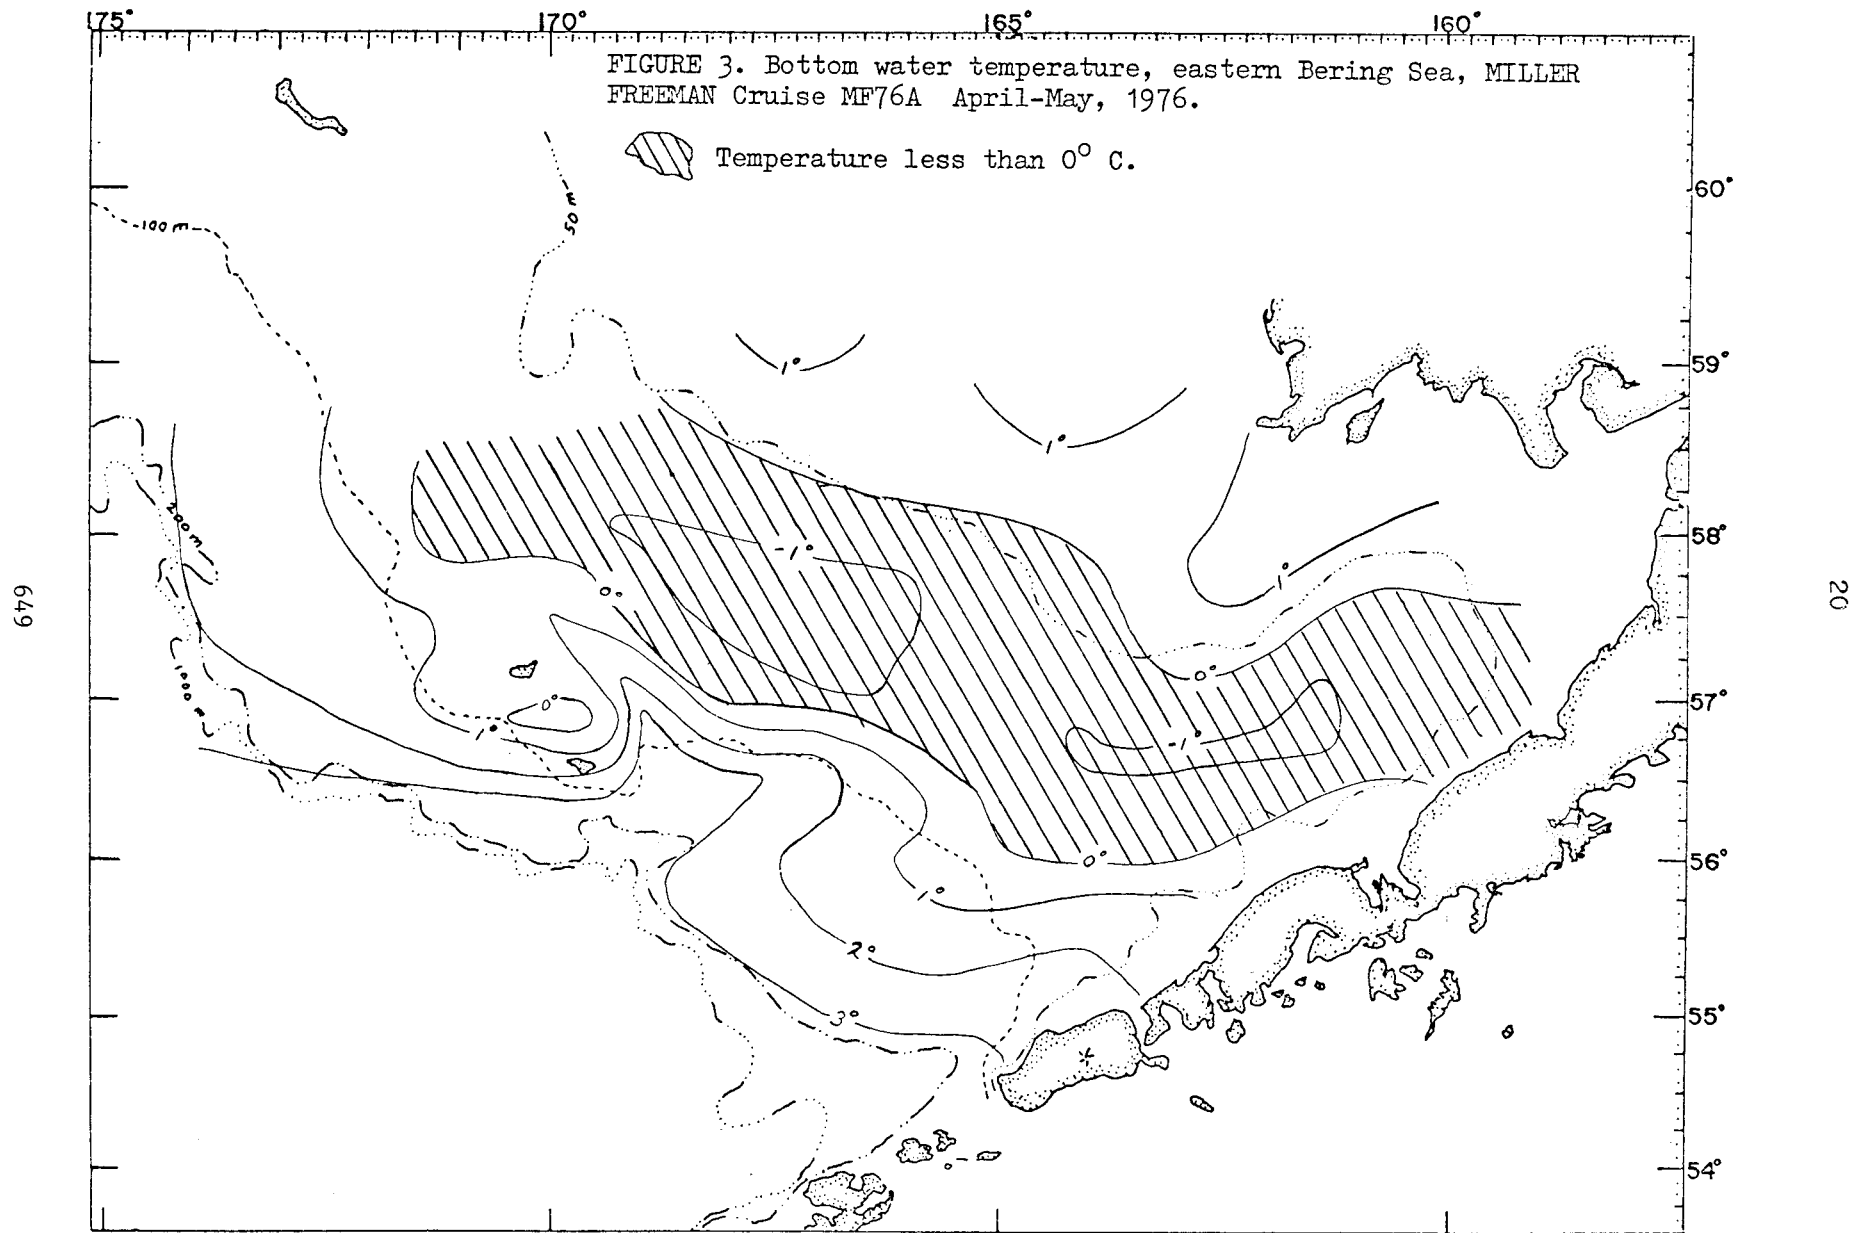 175° 170° 165° 160°
FIGURE 3. Bottom water temperature, eastern Bering Sea, MILLER
FREEMAN Cruise MF76A April-May, 1976.
Temperature less than 0° C.
60°
100 m
50 m
59°
1°
1°
58°
200 m
-1°
1°
0°
0°
57°
1000 m
0°
1°
-1°
56°
0°
1°
2°
55°
3°
54°
649
20